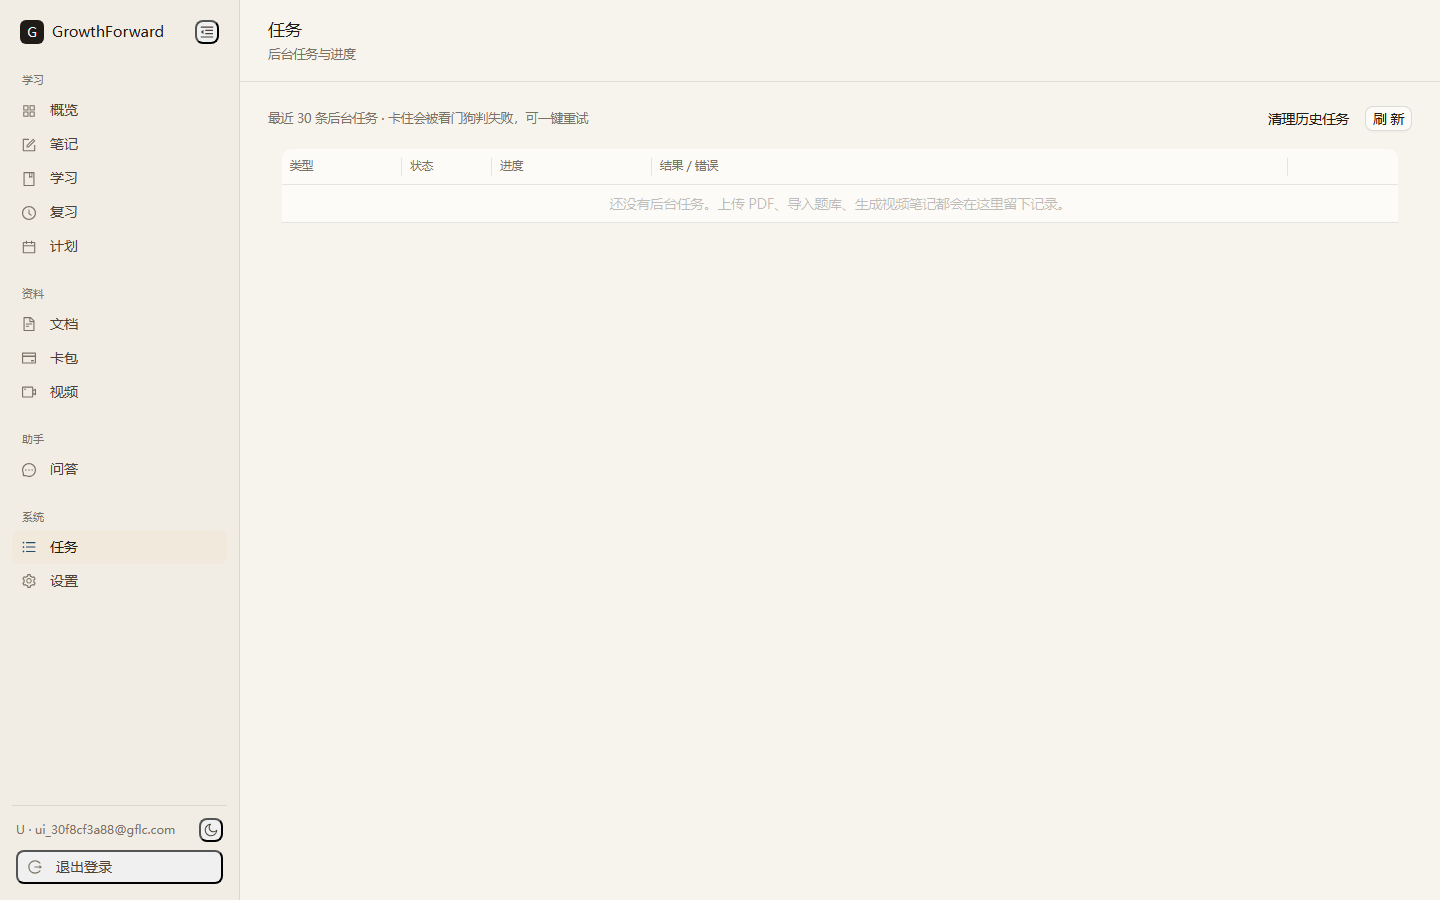 G GrowthForward
学习
概览
笔记
学习
复习
计划
资料
文档
卡包
视频
助手
问答
系统
任务
设置
U · ui_30f8cf3a88@gflc.com
退出登录
任务
后台任务与进度
最近 30 条后台任务 · 卡住会被看门狗判失败，可一键重试
清理历史任务 刷 新
类型 状态 进度 结果 / 错误
还没有后台任务。上传 PDF、导入题库、生成视频笔记都会在这里留下记录。